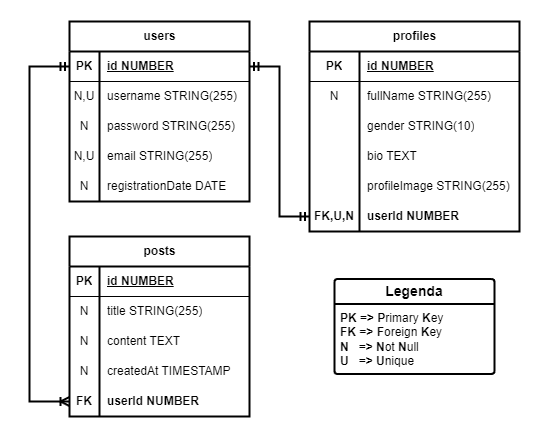 users
PK id NUMBER
N,U username STRING(255)
N password STRING(255)
N,U email STRING(255)
N registrationDate DATE
profiles
PK id NUMBER
N fullName STRING(255)
gender STRING(10)
bio TEXT
profileImage STRING(255)
FK,U,N userId NUMBER
posts
PK id NUMBER
N title STRING(255)
N content TEXT
N createdAt TIMESTAMP
FK userId NUMBER
Legenda
PK => Primary Key
FK => Foreign Key
N => Not Null
U => Unique